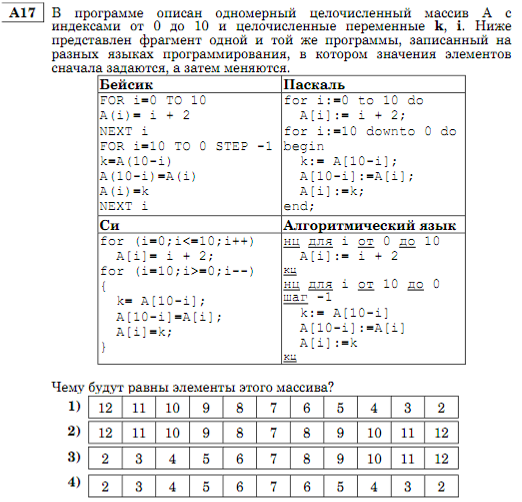 А17 В программе описан одномерный целочисленный массив А с
индексами от 0 до 10 и целочисленные переменные k, i. Ниже
представлен фрагмент одной и той же программы, записанный на
разных языках программирования, в котором значения элементов
сначала задаются, а затем меняются.
Бейсик
FOR i=0 TO 10
A(i)= i + 2
NEXT i
FOR i=10 TO 0 STEP -1
k=A(10-i)
A(10-i)=A(i)
A(i)=k
NEXT i
Паскаль
for i:=0 to 10 do
A[i]:= i + 2;
for i:=10 downto 0 do
begin
k:= A[10-i];
A[10-i]:=A[i];
A[i]:=k;
end;
Си
for (i=0;i<=10;i++)
A[i]= i + 2;
for (i=10;i>=0;i--)
{
k= A[10-i];
A[10-i]=A[i];
A[i]=k;
}
Алгоритмический язык
нц для i от 0 до 10
A[i]:= i + 2
кц
нц для i от 10 до 0
шаг -1
k:= A[10-i]
A[10-i]:=A[i]
A[i]:=k
кц
Чему будут равны элементы этого массива?
1) 12 11 10 9 8 7 6 5 4 3 2
2) 12 11 10 9 8 7 8 9 10 11 12
3) 2 3 4 5 6 7 8 9 10 11 12
4) 2 3 4 5 6 7 6 5 4 3 2